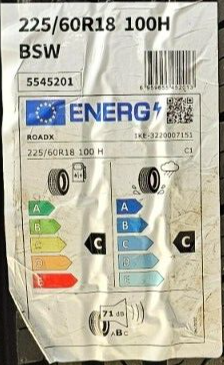 225/60R18 100H
BSW
5545201
ENERG
ROADX
1KE-3220007151
225/60R18 100 H
C1
A
B
C
D
E
C
A
B
C
D
E
C
71 dB
ABC